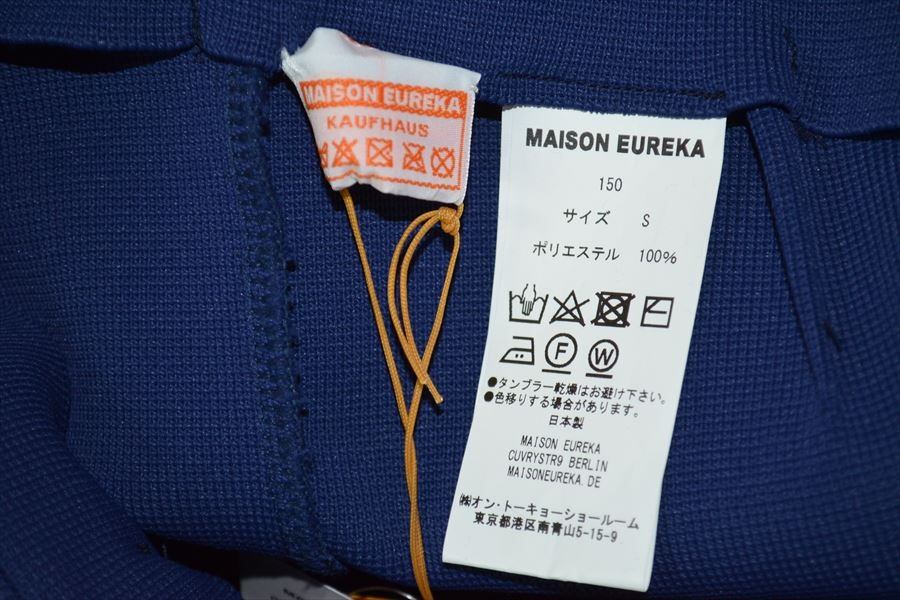 MAISON EUREKA
KAUFHAUS
MAISON EUREKA
150
サイズ S
ポリエステル 100%
F W
●タンブラー乾燥はお避け下さい。
●色移りする場合があります。
日本製
MAISON EUREKA
CUVRYSTR9 BERLIN
MAISONEUREKA.DE
㈱オン・トーキョーショールーム
東京都港区南青山5-15-9